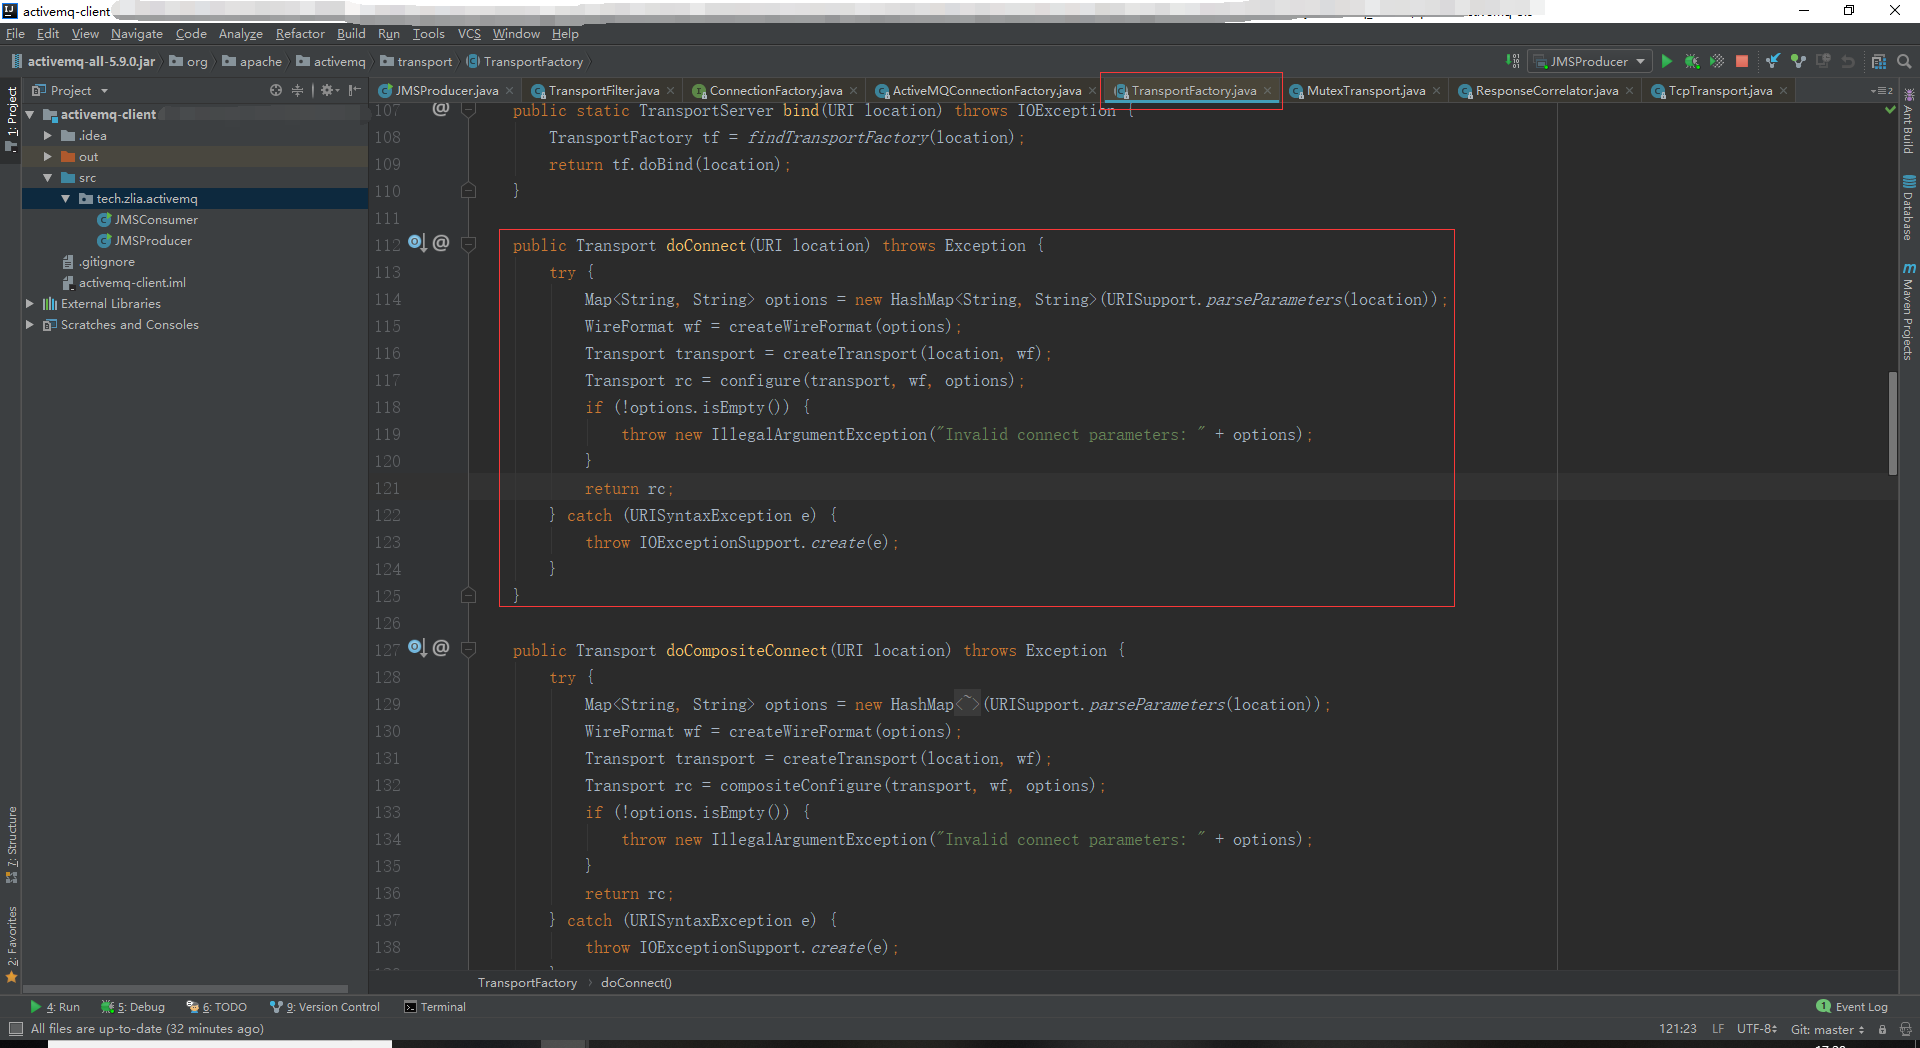 activemq-client
File Edit View Navigate Code Analyze Refactor Build Run Tools VCS Window Help
activemq-all-5.9.0.jar org apache activemq transport TransportFactory JMSProducer
Project JMSProducer.java TransportFilter.java ConnectionFactory.java ActiveMQConnectionFactory.java TransportFactory.java MutexTransport.java ResponseCorrelator.java TcpTransport.java
1: Project
7: Structure
2: Favorites
activemq-client
.idea
out
src
tech.zlia.activemq
JMSConsumer
JMSProducer
.gitignore
activemq-client.iml
External Libraries
Scratches and Consoles
107 @ public static TransportServer bind(URI location) throws IOException {
108 TransportFactory tf = findTransportFactory(location);
109 return tf.doBind(location);
110 }
111
112 @ public Transport doConnect(URI location) throws Exception {
113 try {
114 Map<String, String> options = new HashMap<String, String>(URISupport.parseParameters(location));
115 WireFormat wf = createWireFormat(options);
116 Transport transport = createTransport(location, wf);
117 Transport rc = configure(transport, wf, options);
118 if (!options.isEmpty()) {
119 throw new IllegalArgumentException("Invalid connect parameters: " + options);
120 }
121 return rc;
122 } catch (URISyntaxException e) {
123 throw IOExceptionSupport.create(e);
124 }
125 }
126
127 @ public Transport doCompositeConnect(URI location) throws Exception {
128 try {
129 Map<String, String> options = new HashMap<~>(URISupport.parseParameters(location));
130 WireFormat wf = createWireFormat(options);
131 Transport transport = createTransport(location, wf);
132 Transport rc = compositeConfigure(transport, wf, options);
133 if (!options.isEmpty()) {
134 throw new IllegalArgumentException("Invalid connect parameters: " + options);
135 }
136 return rc;
137 } catch (URISyntaxException e) {
138 throw IOExceptionSupport.create(e);
Ant Build
Database
Maven Projects
TransportFactory › doConnect()
4: Run 5: Debug 6: TODO 9: Version Control Terminal 1 Event Log
All files are up-to-date (32 minutes ago) 121:23 LF UTF-8 Git: master